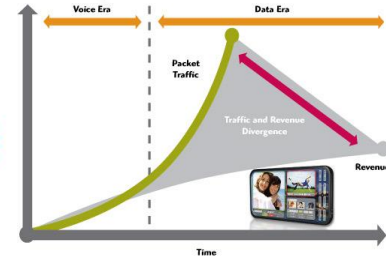 Voice Era
Data Era
Packet
Traffic
Traffic and Revenue
Divergence
Revenue
Time